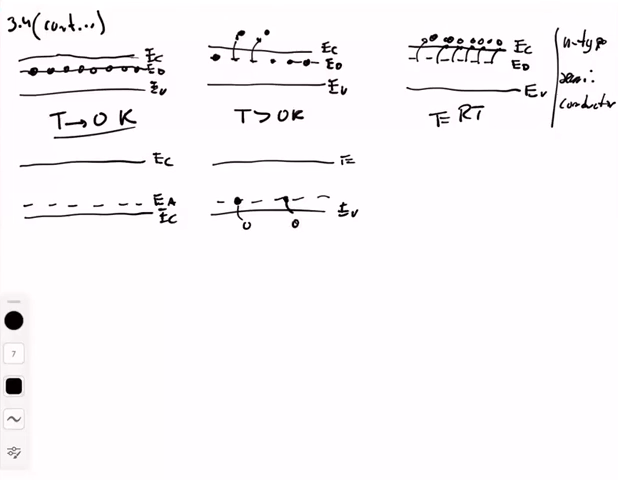 3.4 (cont...)
Ec
ED
Ev
T→0 K
Ec
ED
Ev
T>0K
Ec
ED
Ev
T= RT
n-type
semi-
conductor
Ec
EA
Ec
E
Ev
7